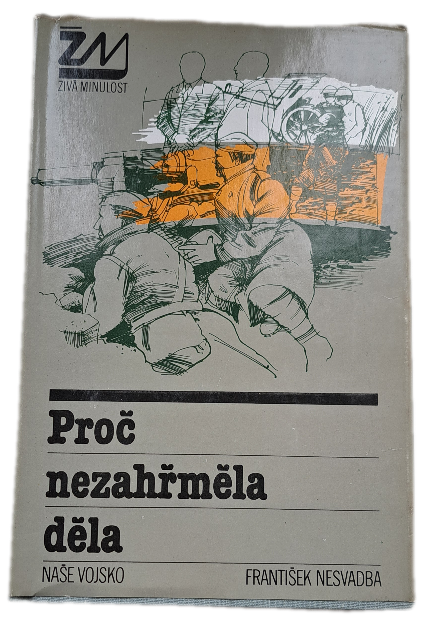 ŽM
ŽIVÁ MINULOST
Proč
nezahřměla
děla
NAŠE VOJSKO FRANTIŠEK NESVADBA